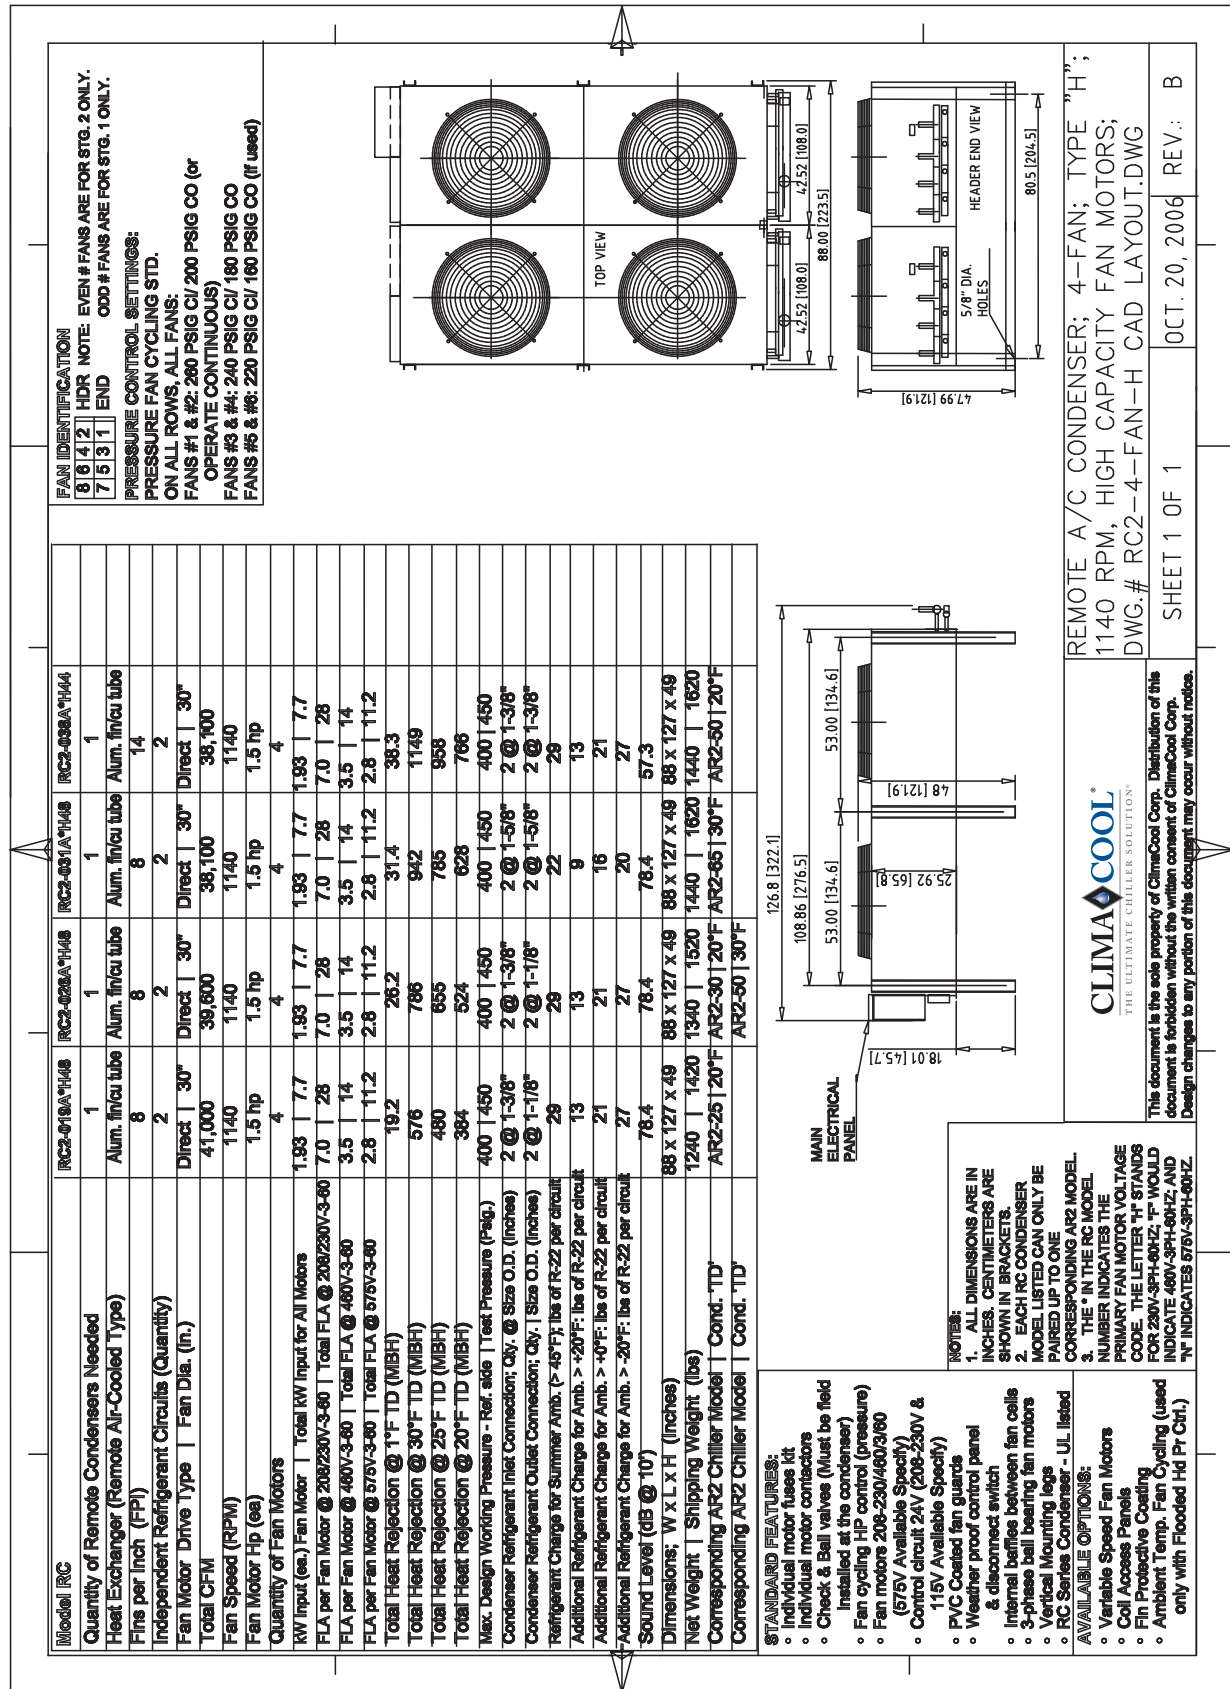 Model RC RC2-019A*H48 RC2-026A*H48 RC2-031A*H48 RC2-038A*H44
Quantity of Remote Condensers Needed 1 1 1 1
Heat Exchanger (Remote Air-Cooled Type) Alum. fin/cu tube Alum. fin/cu tube Alum. fin/cu tube Alum. fin/cu tube
Fins per Inch (FPI) 8 8 8 14
Independent Refrigerant Circuits (Quantity) 2 2 2 2
Fan Motor Drive Type | Fan Dia. (in.) Direct | 30" Direct | 30" Direct | 30" Direct | 30"
Total CFM 41,000 39,600 38,100 38,100
Fan Speed (RPM) 1140 1140 1140 1140
Fan Motor Hp (ea) 1.5 hp 1.5 hp 1.5 hp 1.5 hp
Quantity of Fan Motors 4 4 4 4
kW Input (ea.) Fan Motor | Total kW Input for All Motors 1.93 | 7.7 1.93 | 7.7 1.93 | 7.7 1.93 | 7.7
FLA per Fan Motor @ 208/230V-3-60 | Total FLA @ 208/230V-3-60 7.0 | 28 7.0 | 28 7.0 | 28 7.0 | 28
FLA per Fan Motor @ 460V-3-60 | Total FLA @ 460V-3-60 3.5 | 14 3.5 | 14 3.5 | 14 3.5 | 14
FLA per Fan Motor @ 575V-3-60 | Total FLA @ 575V-3-60 2.8 | 11.2 2.8 | 11.2 2.8 | 11.2 2.8 | 11.2
Total Heat Rejection @ 1°F TD (MBH) 19.2 26.2 31.4 38.3
Total Heat Rejection @ 30°F TD (MBH) 576 786 942 1149
Total Heat Rejection @ 25°F TD (MBH) 480 655 785 958
Total Heat Rejection @ 20°F TD (MBH) 384 524 628 766
Max. Design Working Pressure - Ref. side | Test Pressure (Psig.) 400 | 450 400 | 450 400 | 450 400 | 450
Condenser Refrigerant Inlet Connection; Qty. @ Size O.D. (Inches) 2 @ 1-3/8" 2 @ 1-3/8" 2 @ 1-5/8" 2 @ 1-3/8"
Condenser Refrigerant Outlet Connection; Qty. | Size O.D. (Inches) 2 @ 1-1/8" 2 @ 1-1/8" 2 @ 1-5/8" 2 @ 1-3/8"
Refrigerant Charge for Summer Amb. (> 45°F); lbs of R-22 per circuit 29 29 22 29
Additional Refrigerant Charge for Amb. > +20°F: lbs of R-22 per circuit 13 13 9 13
Additional Refrigerant Charge for Amb. > +0°F: lbs of R-22 per circuit 21 21 16 21
Additional Refrigerant Charge for Amb. > -20°F: lbs of R-22 per circuit 27 27 20 27
Sound Level (dB @ 10') 78.4 78.4 78.4 57.3
Dimensions; W x L x H (Inches) 88 x 127 x 49 88 x 127 x 49 88 x 127 x 49 88 x 127 x 49
Net Weight | Shipping Weight (lbs) 1240 | 1420 1340 | 1520 1440 | 1620 1440 | 1620
Corresponding AR2 Chiller Model | Cond. 'TD' AR2-25 | 20°F AR2-30 | 20°F AR2-65 | 30°F AR2-50 | 20°F
Corresponding AR2 Chiller Model | Cond. 'TD' AR2-50 | 30°F
FAN IDENTIFICATION
8 6 4 2 HDR NOTE: EVEN # FANS ARE FOR STG. 2 ONLY.
7 5 3 1 END ODD # FANS ARE FOR STG. 1 ONLY.
PRESSURE CONTROL SETTINGS:
PRESSURE FAN CYCLING STD.
ON ALL ROWS, ALL FANS:
FANS #1 & #2: 260 PSIG CI/ 200 PSIG CO (or
OPERATE CONTINUOUS)
FANS #3 & #4: 240 PSIG CI/ 180 PSIG CO
FANS #5 & #6: 220 PSIG CI/ 160 PSIG CO (If used)
TOP VIEW
42.52 [108.0]
42.52 [108.0]
88.00 [223.5]
47.99 [121.9]
5/8" DIA.
HOLES
HEADER END VIEW
80.5 [204.5]
STANDARD FEATURES:
◦ Individual motor fuses kit
◦ Individual motor contactors
◦ Check & Ball valves (Must be field
Installed at the condenser)
◦ Fan cycling HP control (pressure)
◦ Fan motors 208-230/460/3/60
(575V Available Specify)
◦ Control circuit 24V (208-230V &
115V Available Specify)
◦ PVC Coated fan guards
◦ Weather proof control panel
& disconnect switch
◦ Internal baffles between fan cells
◦ 3-phase ball bearing fan motors
◦ Vertical Mounting legs
◦ RC Series Condenser - UL listed
AVAILABLE OPTIONS:
◦ Variable Speed Fan Motors
◦ Coil Access Panels
◦ Fin Protective Coating
◦ Ambient Temp. Fan Cycling (used
only with Flooded Hd Pr Ctrl.)
NOTES:
1. ALL DIMENSIONS ARE IN
INCHES. CENTIMETERS ARE
SHOWN IN BRACKETS.
2. EACH RC CONDENSER
MODEL LISTED CAN ONLY BE
PAIRED UP TO ONE
CORRESPONDING AR2 MODEL.
3. THE * IN THE RC MODEL
NUMBER INDICATES THE
PRIMARY FAN MOTOR VOLTAGE
CODE. THE LETTER "H" STANDS
FOR 230V-3PH-60HZ; "F" WOULD
INDICATE 460V-3PH-60HZ; AND
"N" INDICATES 575V-3PH-60HZ.
126.8 [322.1]
108.86 [276.5]
53.00 [134.6]
53.00 [134.6]
48 [121.9]
25.92 [65.8]
18.01 [45.7]
MAIN
ELECTRICAL
PANEL
CLIMACOOL®
THE ULTIMATE CHILLER SOLUTION™
This document is the sole property of ClimaCool Corp. Distribution of this
document is forbidden without the written consent of ClimaCool Corp.
Design changes to any portion of this document may occur without notice.
REMOTE A/C CONDENSER; 4-FAN; TYPE "H";
1140 RPM, HIGH CAPACITY FAN MOTORS;
DWG.# RC2-4-FAN-H CAD LAYOUT.DWG
SHEET 1 OF 1 OCT. 20, 2006 REV.: B